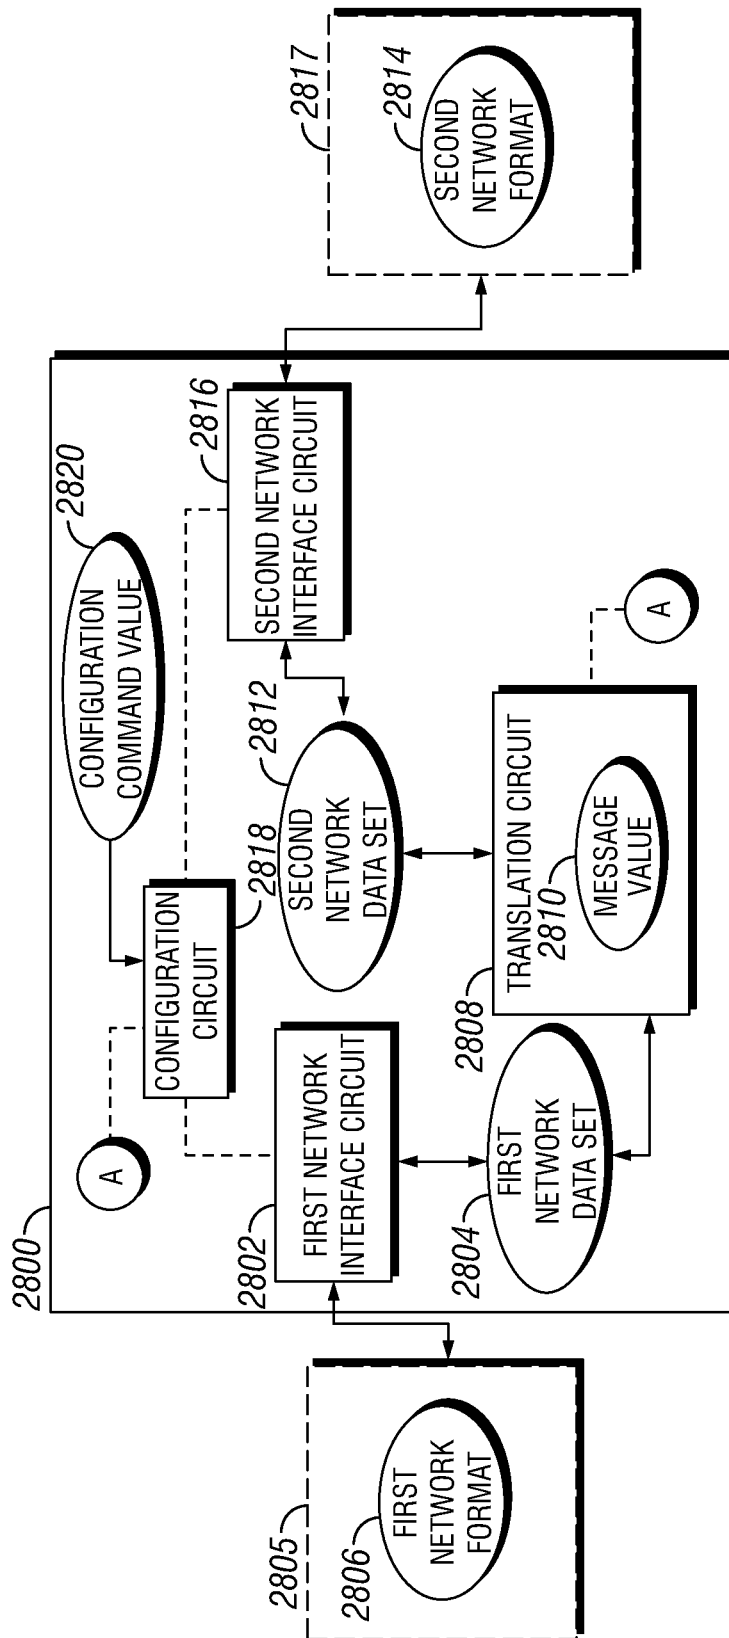 2800
2805
2806
FIRST
NETWORK
FORMAT
A
CONFIGURATION
CIRCUIT
2818
CONFIGURATION
COMMAND VALUE
2820
2802
FIRST NETWORK
INTERFACE CIRCUIT
2804
FIRST
NETWORK
DATA SET
2812
SECOND
NETWORK
DATA SET
2808
TRANSLATION CIRCUIT
2810
MESSAGE
VALUE
A
2816
SECOND NETWORK
INTERFACE CIRCUIT
2817
2814
SECOND
NETWORK
FORMAT